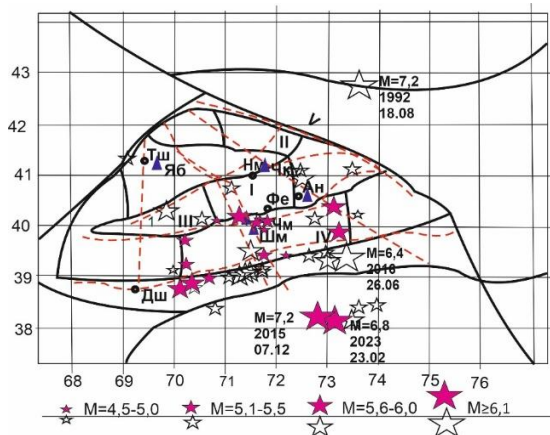 43
M=7,2
1992
18.08
V
42
II
Тш
Яб
Нм
Чк
41
I
Ан
Фе
40
III
Чм
Шм
IV
M=6,4
2016
26.06
39
Дш
M=7,2
2015
07.12
M=6,8
2023
23.02
38
68 69 70 71 72 73 74 75 76
M=4,5-5,0 M=5,1-5,5 M=5,6-6,0 M≥6,1